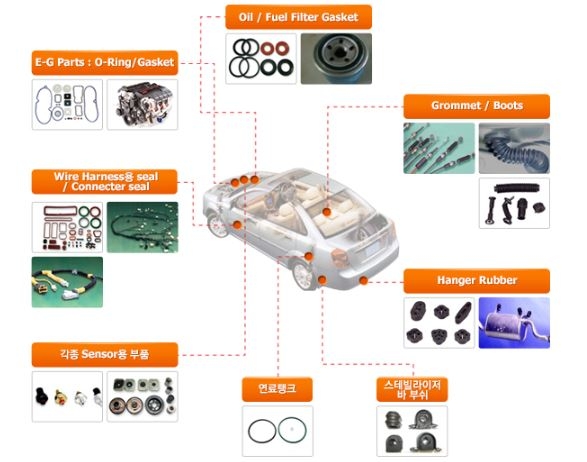 Oil / Fuel Filter Gasket
E-G Parts : O-Ring/Gasket
Grommet / Boots
Wire Harness용 seal
/ Connecter seal
Hanger Rubber
각종 Sensor용 부품
연료탱크
스테빌라이저
바 부쉬